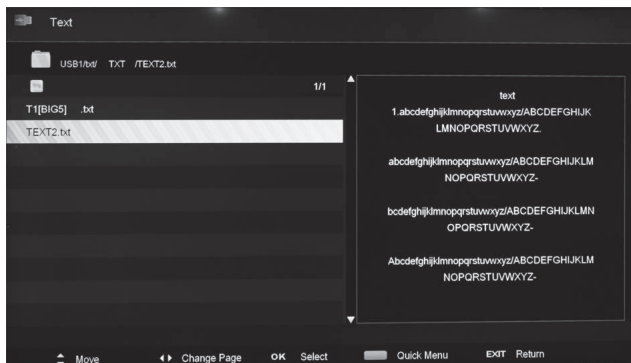 Text
USB1/txt/ TXT /TEXT2.txt
1/1
T1[BIG5] .txt
TEXT2.txt
text
1.abcdefghijklmnopqrstuvwxyz/ABCDEFGHIJK
LMNOPQRSTUVWXYZ.
abcdefghijklmnopqrstuvwxyz/ABCDEFGHIJKLM
NOPQRSTUVWXYZ-
bcdefghijklmnopqrstuvwxyz/ABCDEFGHIJKLMN
OPQRSTUVWXYZ-
Abcdefghijklmnopqrstuvwxyz/ABCDEFGHIJKLM
NOPQRSTUVWXYZ-
Move Change Page OK Select Quick Menu EXIT Return